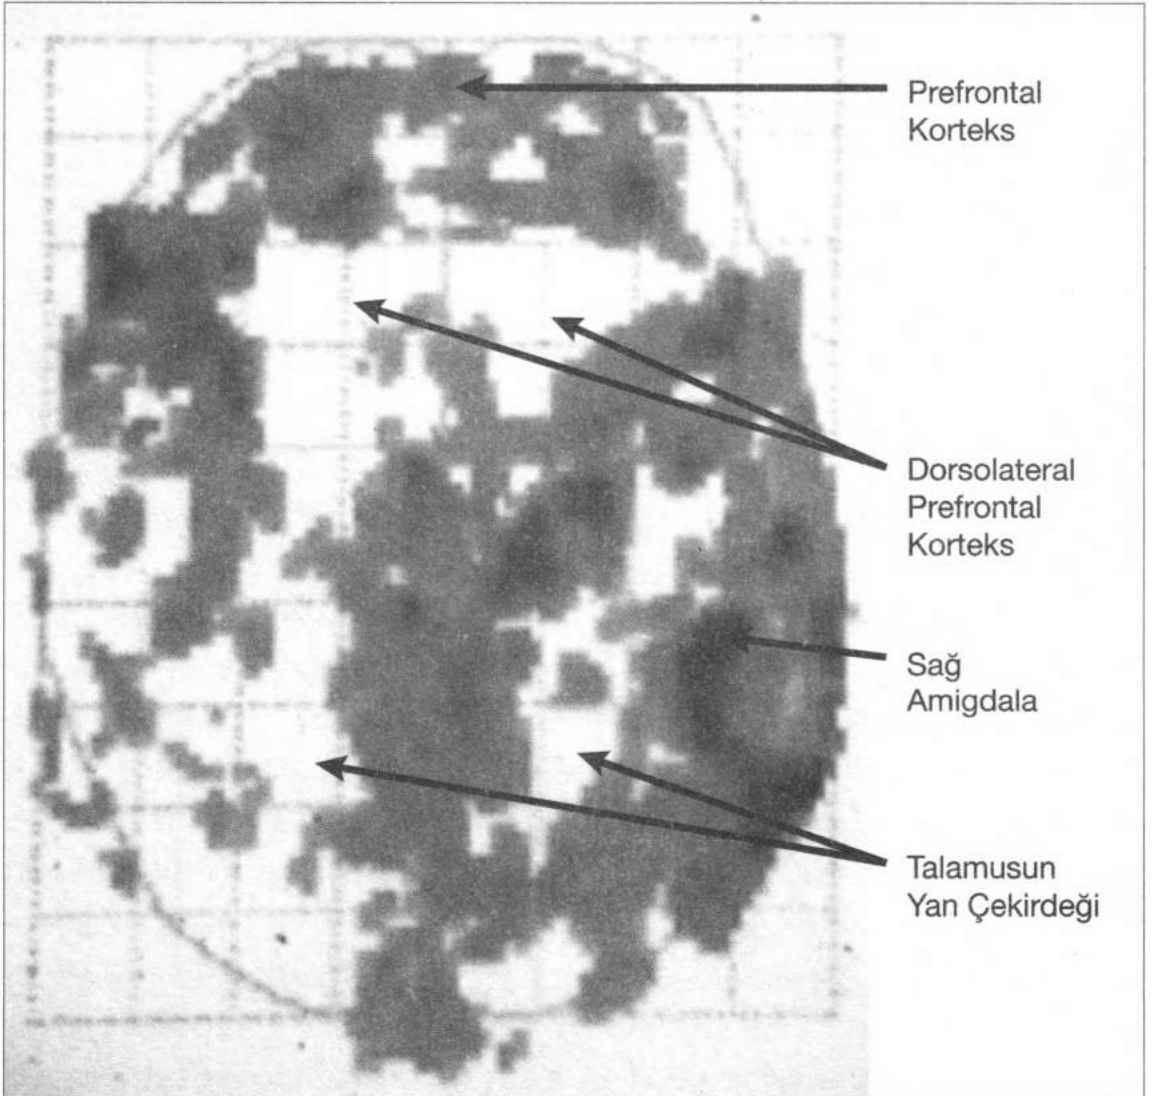 Prefrontal
Korteks
Dorsolateral
Prefrontal
Korteks
Sağ
Amigdala
Talamusun
Yan Çekirdeği